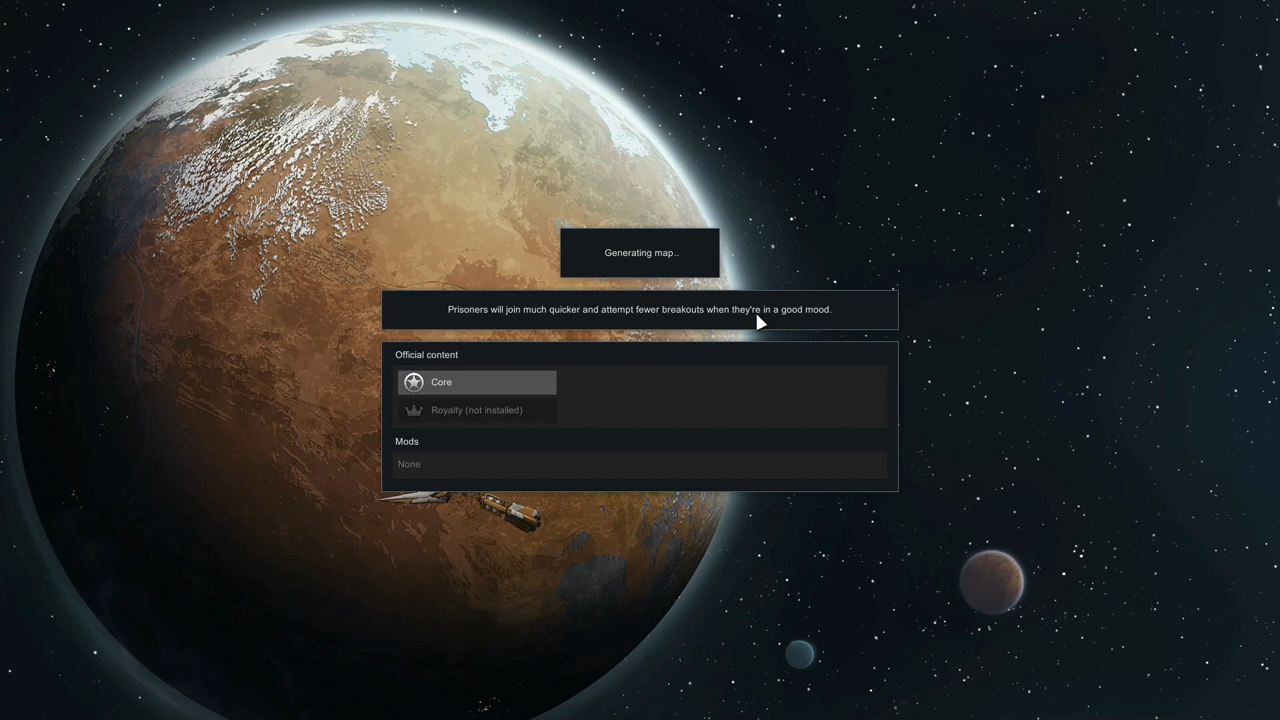 Generating map..
Prisoners will join much quicker and attempt fewer breakouts when they're in a good mood.
Official content
Core
Royalty (not installed)
Mods
None